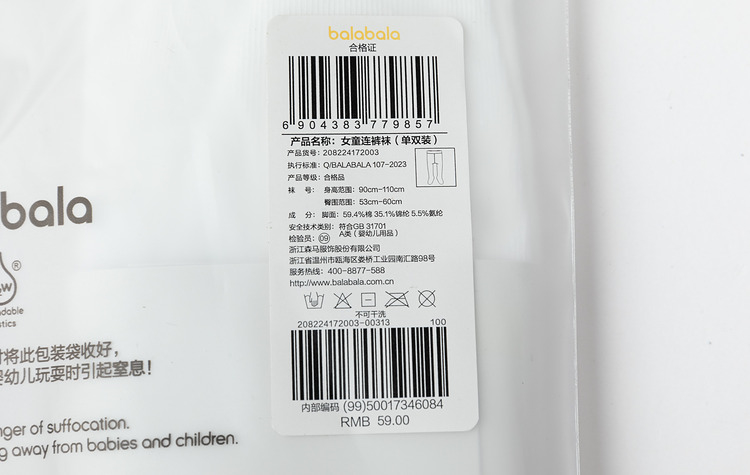 balabala
合格证
6 904383 779857
产品名称：女童连裤袜（单双装）
产品货号：208224172003
执行标准：Q/BALABALA 107-2023
产品等级：合格品
袜　号：身高范围：90cm-110cm
臀围范围：53cm-60cm
成　分：脚面：59.4%棉 35.1%锦纶 5.5%氨纶
安全技术类别：符合GB 31701
A类（婴幼儿用品）
检验员：09
浙江森马服饰股份有限公司
浙江省温州市瓯海区娄桥工业园南汇路98号
服务热线：400-8877-588
http://www.balabala.com.cn
不可干洗
208224172003-00313 100
内部编码 (99)50017346084
RMB 59.00
bala
®
W
dable
tics
将此包装袋收好，
幼儿玩耍时引起窒息！
nger of suffocation.
g away from babies and children.